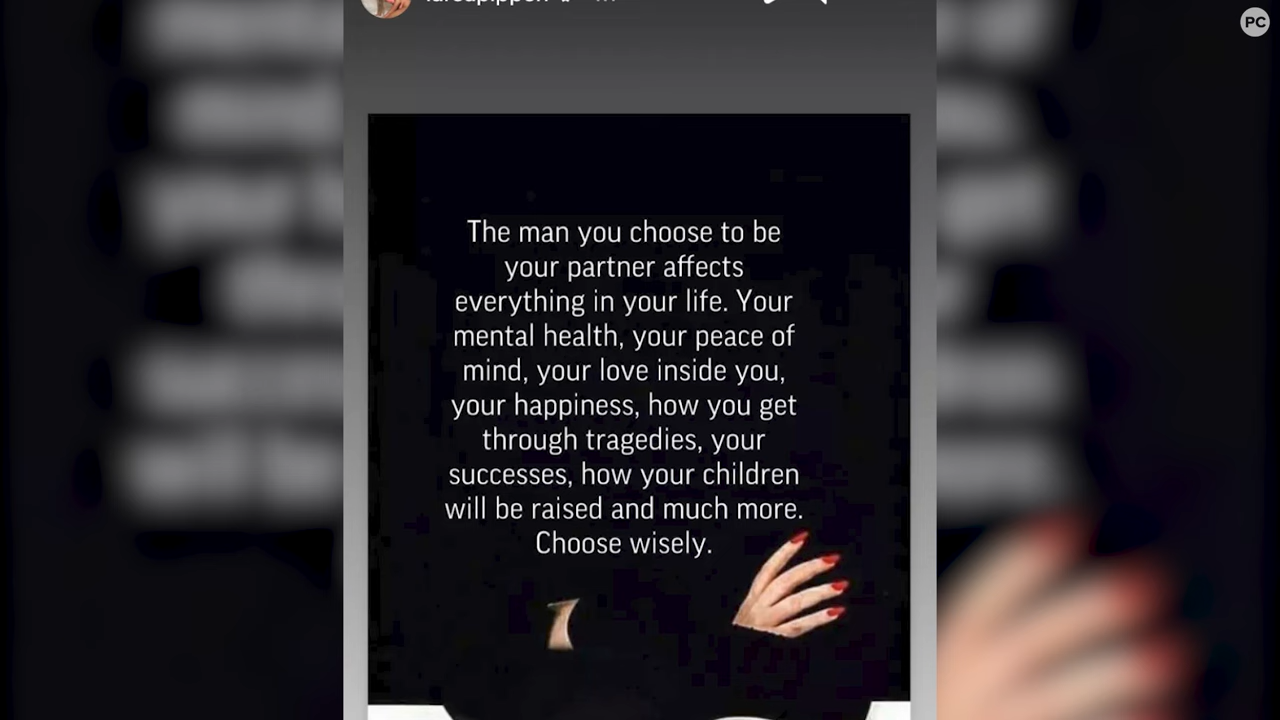 PC
The man you choose to be
your partner affects
everything in your life. Your
mental health, your peace of
mind, your love inside you,
your happiness, how you get
through tragedies, your
successes, how your children
will be raised and much more.
Choose wisely.